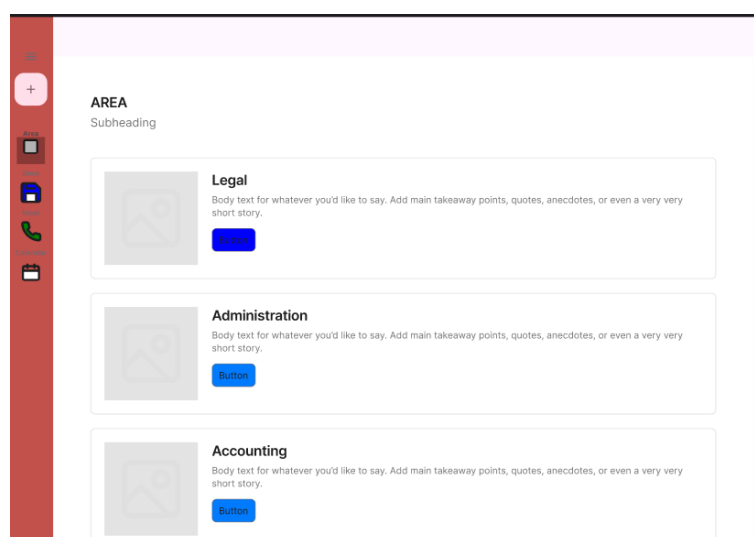 +
Area
AREA
Subheading
Legal
Body text for whatever you'd like to say. Add main takeaway points, quotes, anecdotes, or even a very very
short story.
Button
Administration
Body text for whatever you'd like to say. Add main takeaway points, quotes, anecdotes, or even a very very
short story.
Button
Accounting
Body text for whatever you'd like to say. Add main takeaway points, quotes, anecdotes, or even a very very
short story.
Button